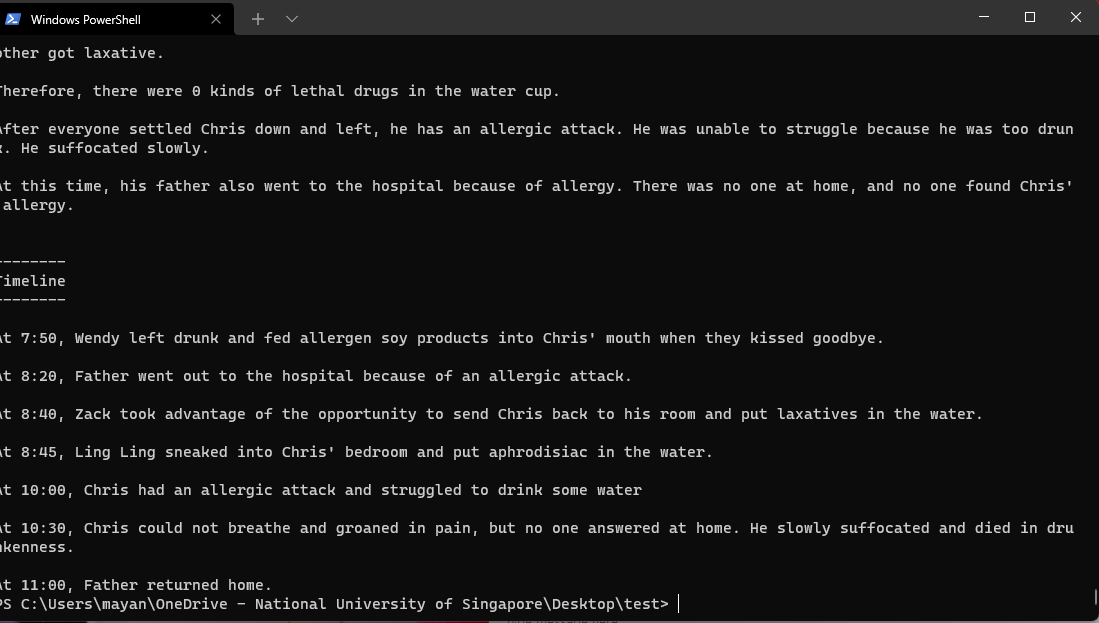 Windows PowerShell
other got laxative.
Therefore, there were 0 kinds of lethal drugs in the water cup.
After everyone settled Chris down and left, he has an allergic attack. He was unable to struggle because he was too drun
k. He suffocated slowly.
At this time, his father also went to the hospital because of allergy. There was no one at home, and no one found Chris'
allergy.
--------
Timeline
--------
At 7:50, Wendy left drunk and fed allergen soy products into Chris' mouth when they kissed goodbye.
At 8:20, Father went out to the hospital because of an allergic attack.
At 8:40, Zack took advantage of the opportunity to send Chris back to his room and put laxatives in the water.
At 8:45, Ling Ling sneaked into Chris' bedroom and put aphrodisiac in the water.
At 10:00, Chris had an allergic attack and struggled to drink some water
At 10:30, Chris could not breathe and groaned in pain, but no one answered at home. He slowly suffocated and died in dru
nkenness.
At 11:00, Father returned home.
PS C:\Users\mayan\OneDrive - National University of Singapore\Desktop\test>